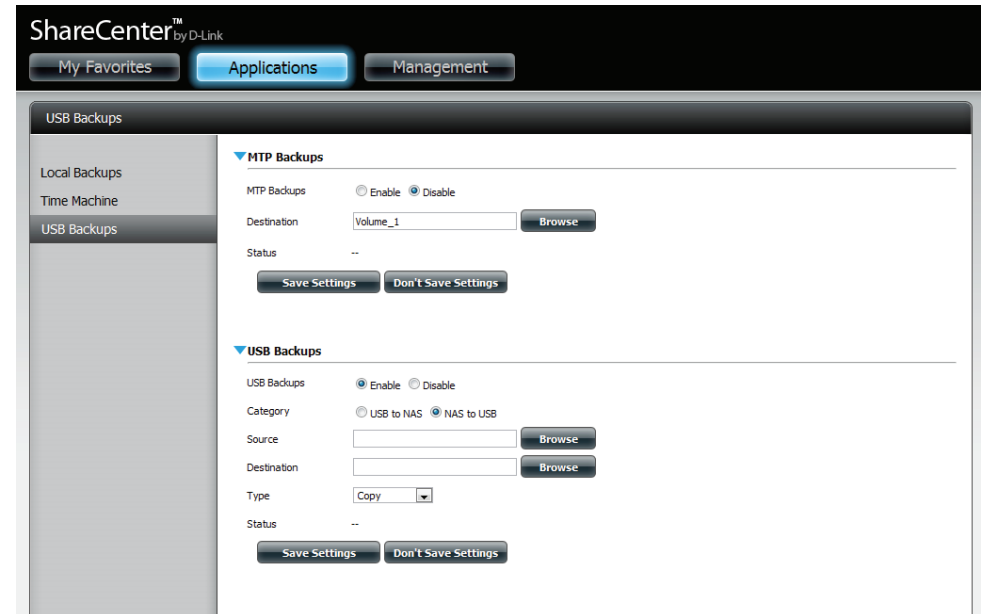 ShareCenter™ by D-Link
My Favorites Applications Management
USB Backups
Local Backups
Time Machine
USB Backups
MTP Backups
MTP Backups Enable Disable
Destination Volume_1 Browse
Status --
Save Settings Don't Save Settings
USB Backups
USB Backups Enable Disable
Category USB to NAS NAS to USB
Source Browse
Destination Browse
Type Copy
Status --
Save Settings Don't Save Settings